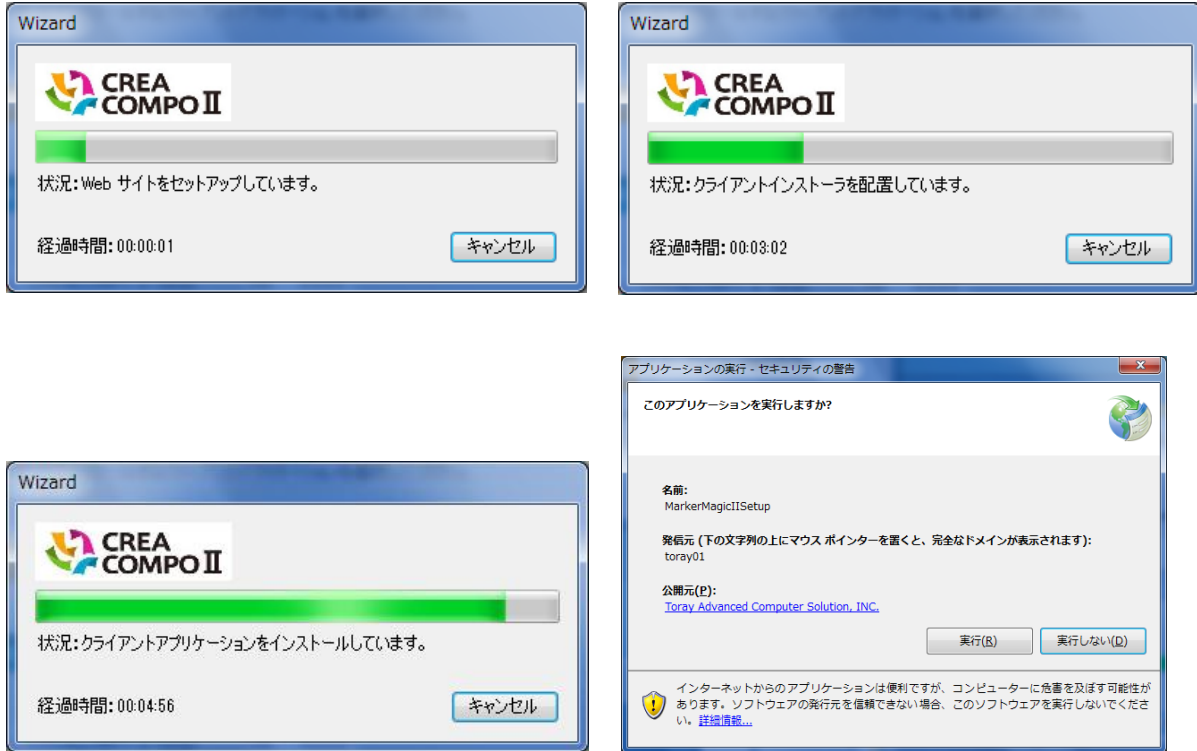 Wizard
CREA
COMPO II
状況:Web サイトをセットアップしています。
経過時間: 00:00:01
キャンセル
Wizard
CREA
COMPO II
状況:クライアントインストーラを配置しています。
経過時間: 00:03:02
キャンセル
Wizard
CREA
COMPO II
状況:クライアントアプリケーションをインストールしています。
経過時間: 00:04:56
キャンセル
アプリケーションの実行 - セキュリティの警告
このアプリケーションを実行しますか?
名前:
MarkerMagicIISetup
発信元 (下の文字列の上にマウス ポインターを置くと、完全なドメインが表示されます):
toray01
公開元(P):
Toray Advanced Computer Solution, INC.
実行(R)
実行しない(D)
インターネットからのアプリケーションは便利ですが、コンピューターに危害を及ぼす可能性が
あります。ソフトウェアの発行元を信頼できない場合、このソフトウェアを実行しないでくださ
い。詳細情報...